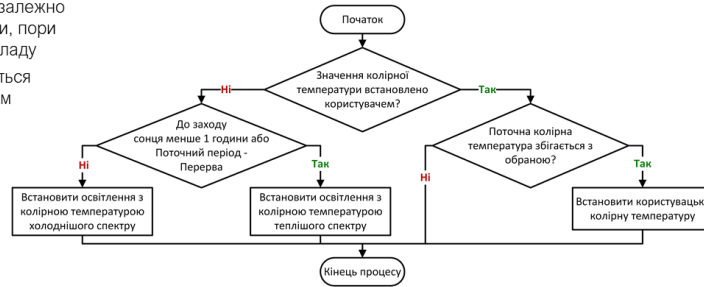 залежно
и, пори
ладу
ться
м
Початок
Значення колірної
температури встановлено
користувачем?
Ні
Так
До заходу
сонця менше 1 години або
Поточний період -
Перерва
Поточна колірна
температура збігається з
обраною?
Ні
Так
Ні
Так
Встановити освітлення з
колірною температурою
холоднішого спектру
Встановити освітлення з
колірною температурою
теплішого спектру
Встановити користувацьк
колірну температуру
Кінець процесу